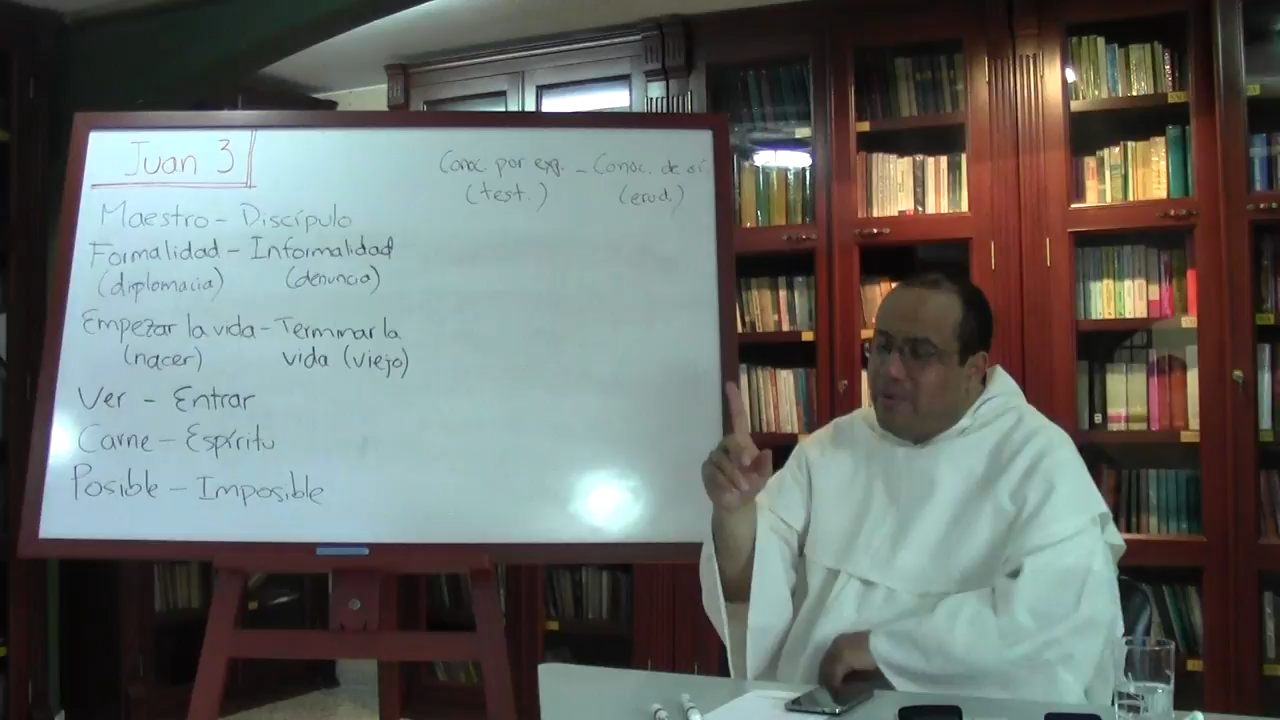 Juan 3
Maestro - Discípulo
Formalidad - Informalidad
(diplomacia) (denuncia)
Empezar la vida - Terminar la
(nacer) vida (viejo)
Ver - Entrar
Carne - Espíritu
Posible - Imposible
Conoc. por exp. - Conoc. de oí
(test.) (erud.)